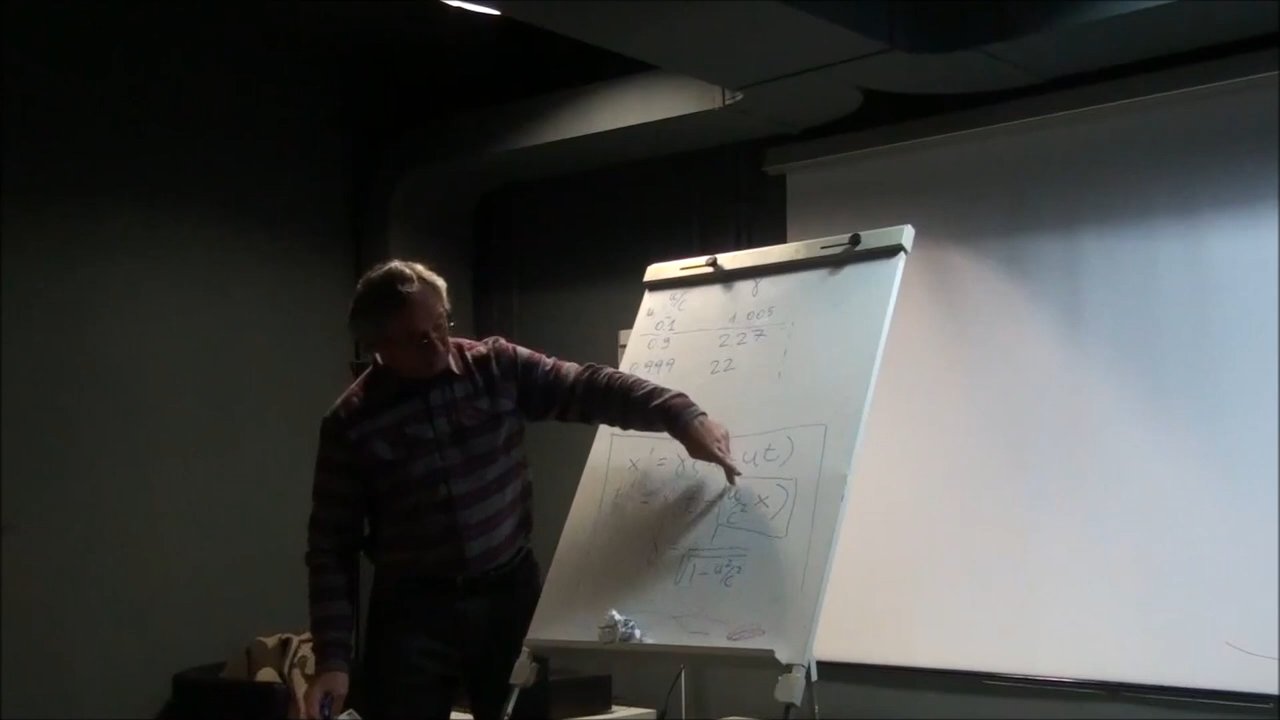 u u/c γ
0.1 1.005
0.9 2.27
0.999 22
x' = γ( - ut)
t' = t - u/c² x)
√1 - u²/c²